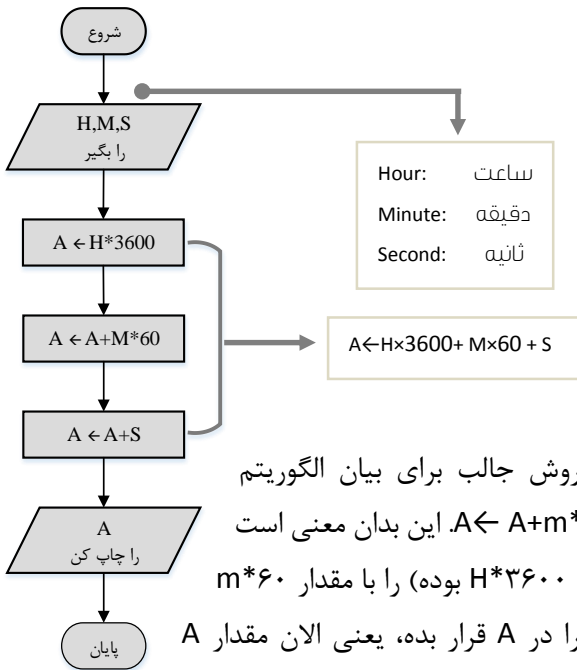 شروع
H,M,S
را بگیر
Hour: ساعت
Minute: دقیقه
Second: ثانیه
A ← H*3600
A ← A+M*60
A←H×3600+ M×60 + S
A ← A+S
روش جالب برای بیان الگوریتم
A← A+m*. این بدان معنی است
H*۳۶۰۰ بوده) را با مقدار m*۶۰
را در A قرار بده، یعنی الان مقدار A
A
را چاپ کن
پایان